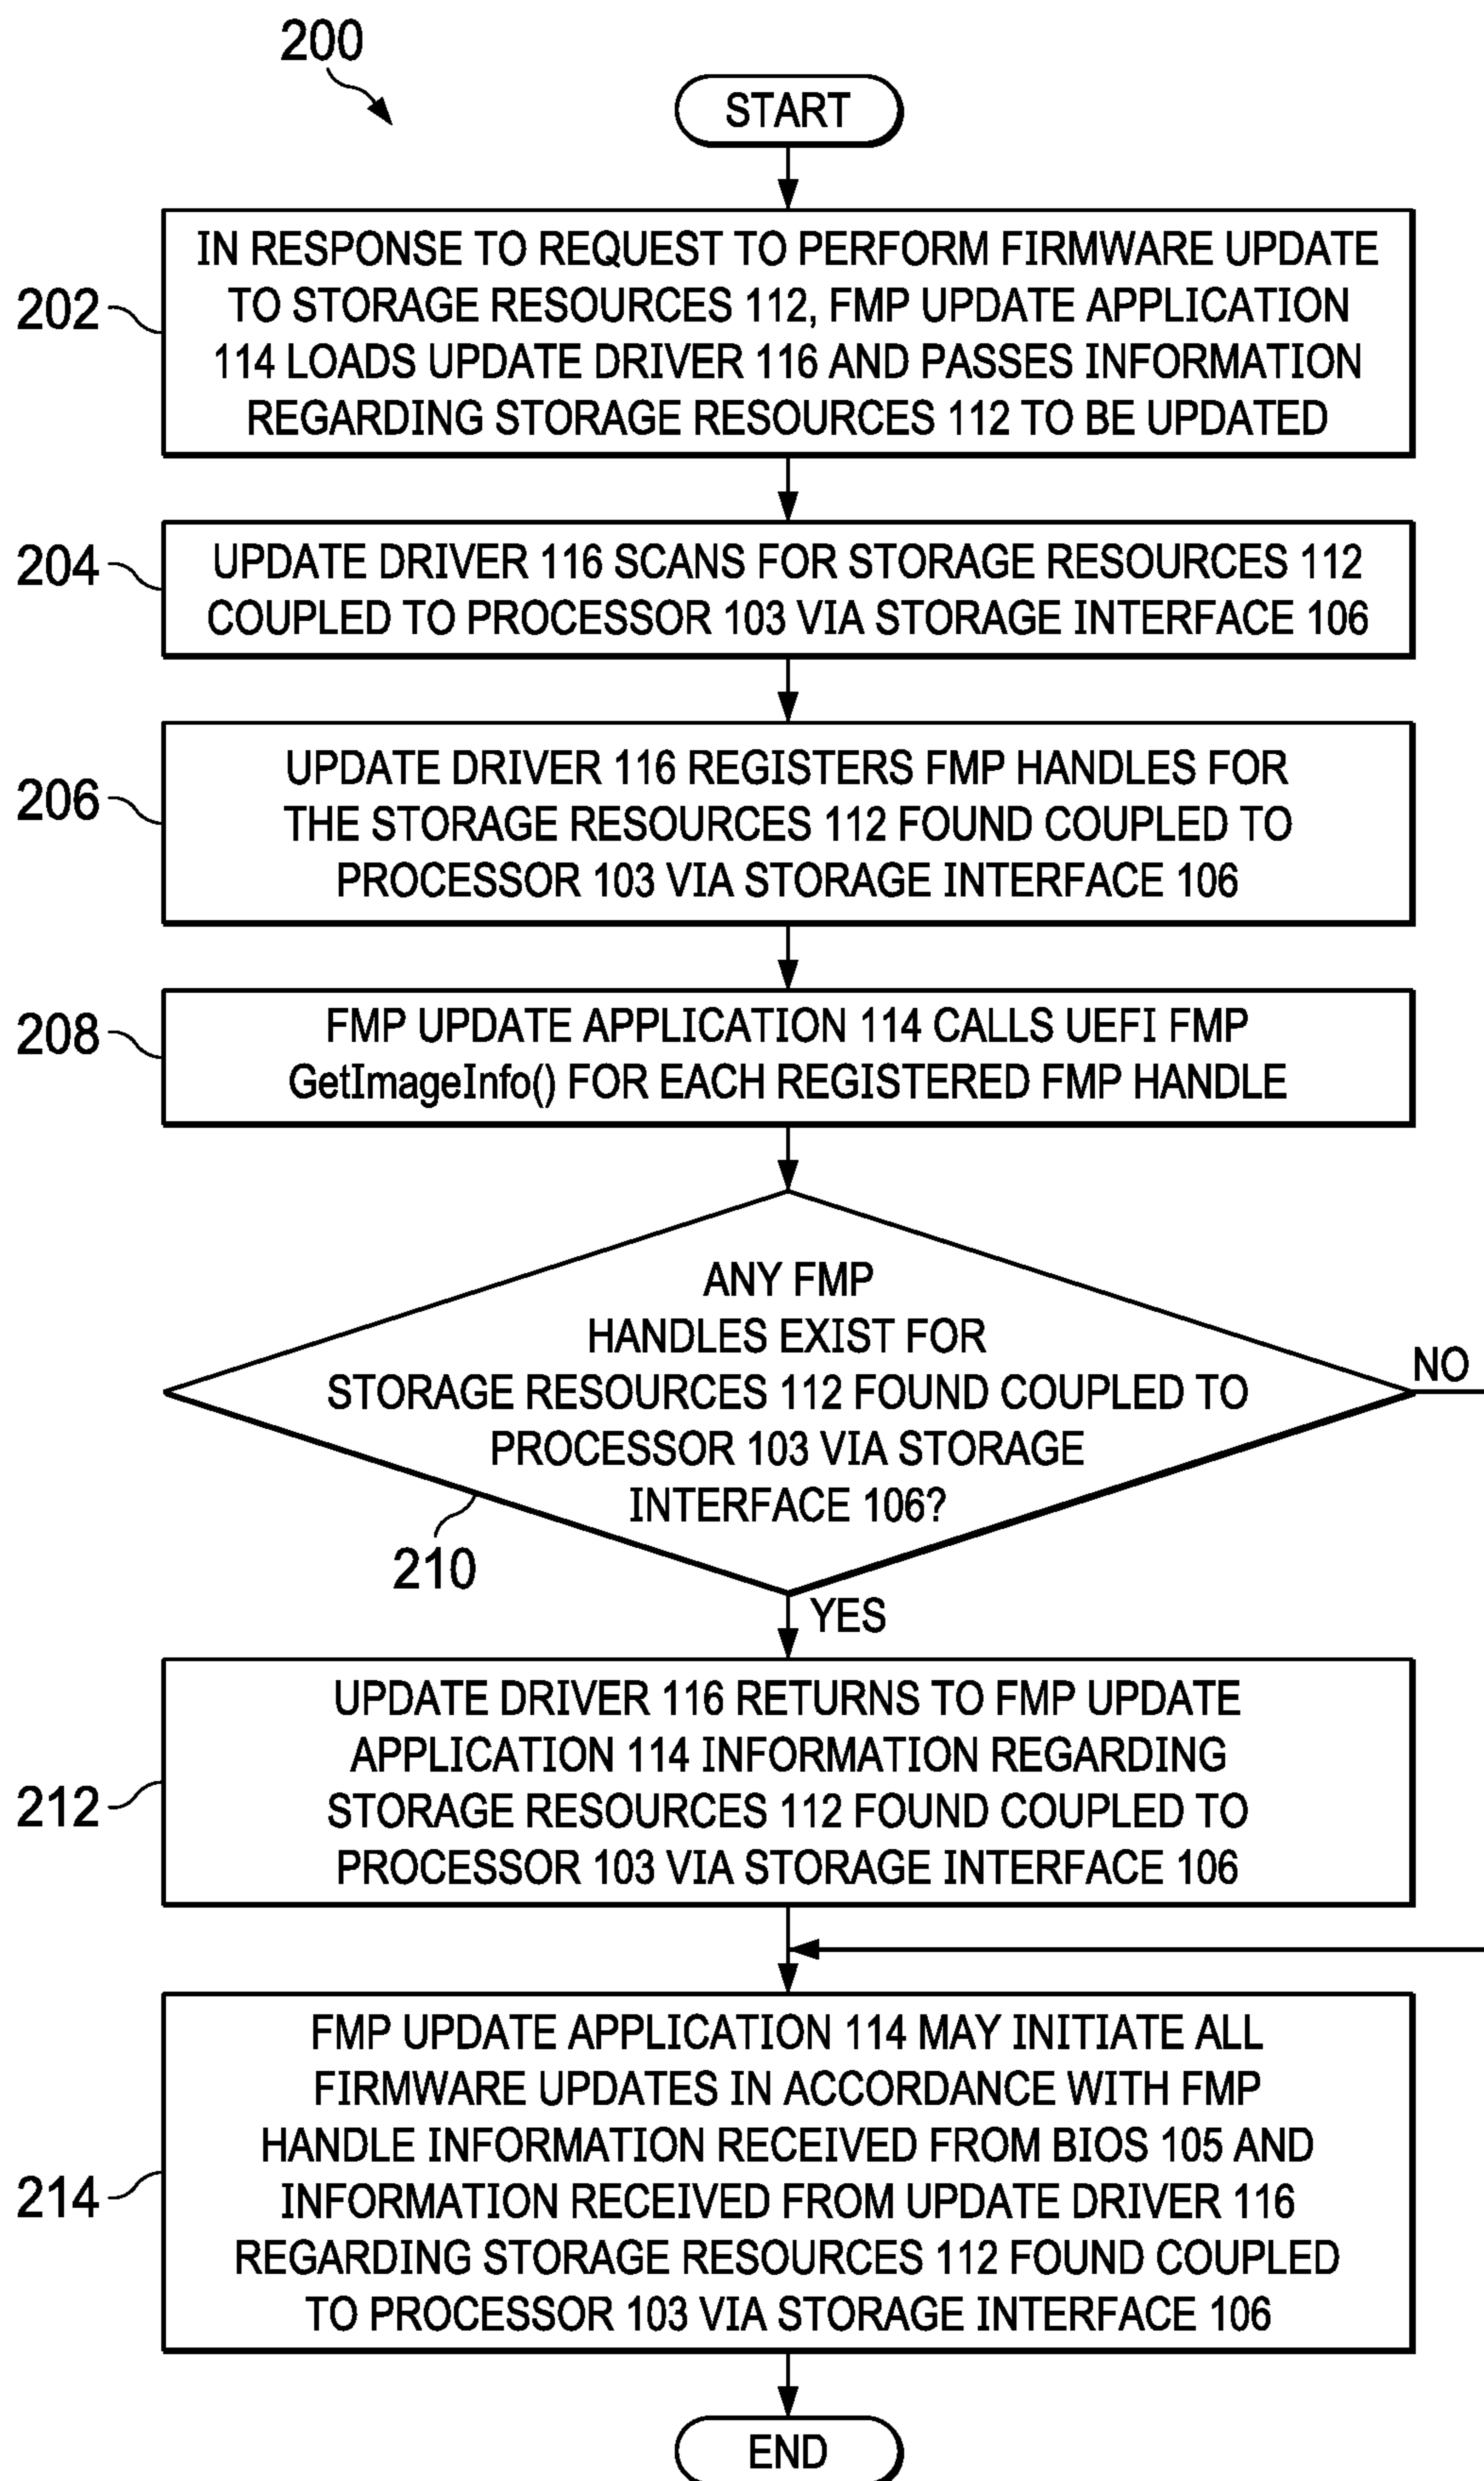 200
START
202
IN RESPONSE TO REQUEST TO PERFORM FIRMWARE UPDATE
TO STORAGE RESOURCES 112, FMP UPDATE APPLICATION
114 LOADS UPDATE DRIVER 116 AND PASSES INFORMATION
REGARDING STORAGE RESOURCES 112 TO BE UPDATED
204
UPDATE DRIVER 116 SCANS FOR STORAGE RESOURCES 112
COUPLED TO PROCESSOR 103 VIA STORAGE INTERFACE 106
206
UPDATE DRIVER 116 REGISTERS FMP HANDLES FOR
THE STORAGE RESOURCES 112 FOUND COUPLED TO
PROCESSOR 103 VIA STORAGE INTERFACE 106
208
FMP UPDATE APPLICATION 114 CALLS UEFI FMP
GetImageInfo() FOR EACH REGISTERED FMP HANDLE
ANY FMP
HANDLES EXIST FOR
STORAGE RESOURCES 112 FOUND COUPLED TO
PROCESSOR 103 VIA STORAGE
INTERFACE 106?
NO
210
YES
212
UPDATE DRIVER 116 RETURNS TO FMP UPDATE
APPLICATION 114 INFORMATION REGARDING
STORAGE RESOURCES 112 FOUND COUPLED TO
PROCESSOR 103 VIA STORAGE INTERFACE 106
214
FMP UPDATE APPLICATION 114 MAY INITIATE ALL
FIRMWARE UPDATES IN ACCORDANCE WITH FMP
HANDLE INFORMATION RECEIVED FROM BIOS 105 AND
INFORMATION RECEIVED FROM UPDATE DRIVER 116
REGARDING STORAGE RESOURCES 112 FOUND COUPLED
TO PROCESSOR 103 VIA STORAGE INTERFACE 106
END